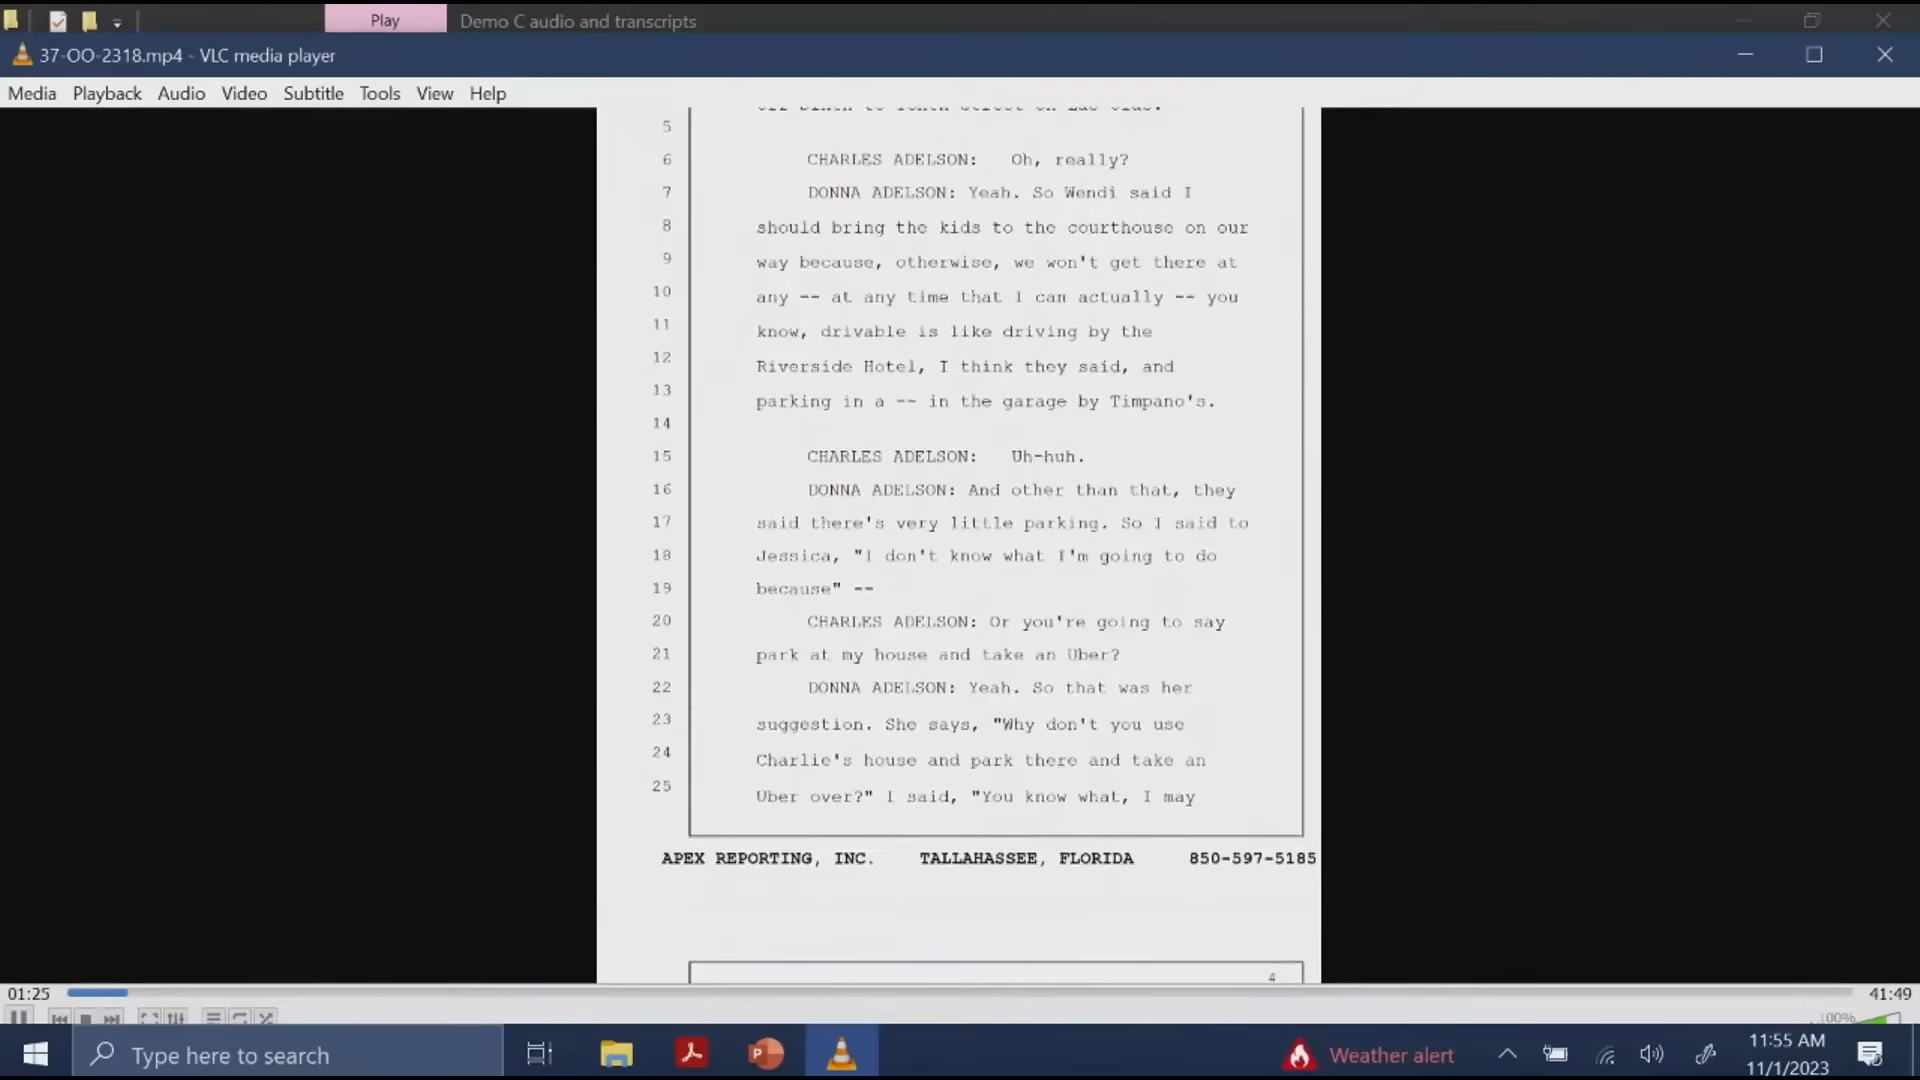 Play Demo C audio and transcripts
37-OO-2318.mp4 - VLC media player
Media Playback Audio Video Subtitle Tools View Help
5
6 CHARLES ADELSON: Oh, really?
7 DONNA ADELSON: Yeah. So Wendi said I
8 should bring the kids to the courthouse on our
9 way because, otherwise, we won't get there at
10 any -- at any time that I can actually -- you
11 know, drivable is like driving by the
12 Riverside Hotel, I think they said, and
13 parking in a -- in the garage by Timpano's.
14
15 CHARLES ADELSON: Uh-huh.
16 DONNA ADELSON: And other than that, they
17 said there's very little parking. So I said to
18 Jessica, "I don't know what I'm going to do
19 because" --
20 CHARLES ADELSON: Or you're going to say
21 park at my house and take an Uber?
22 DONNA ADELSON: Yeah. So that was her
23 suggestion. She says, "Why don't you use
24 Charlie's house and park there and take an
25 Uber over?" I said, "You know what, I may
APEX REPORTING, INC. TALLAHASSEE, FLORIDA 850-597-5185
4
01:25 41:49
100%
Type here to search Weather alert 11:55 AM
11/1/2023